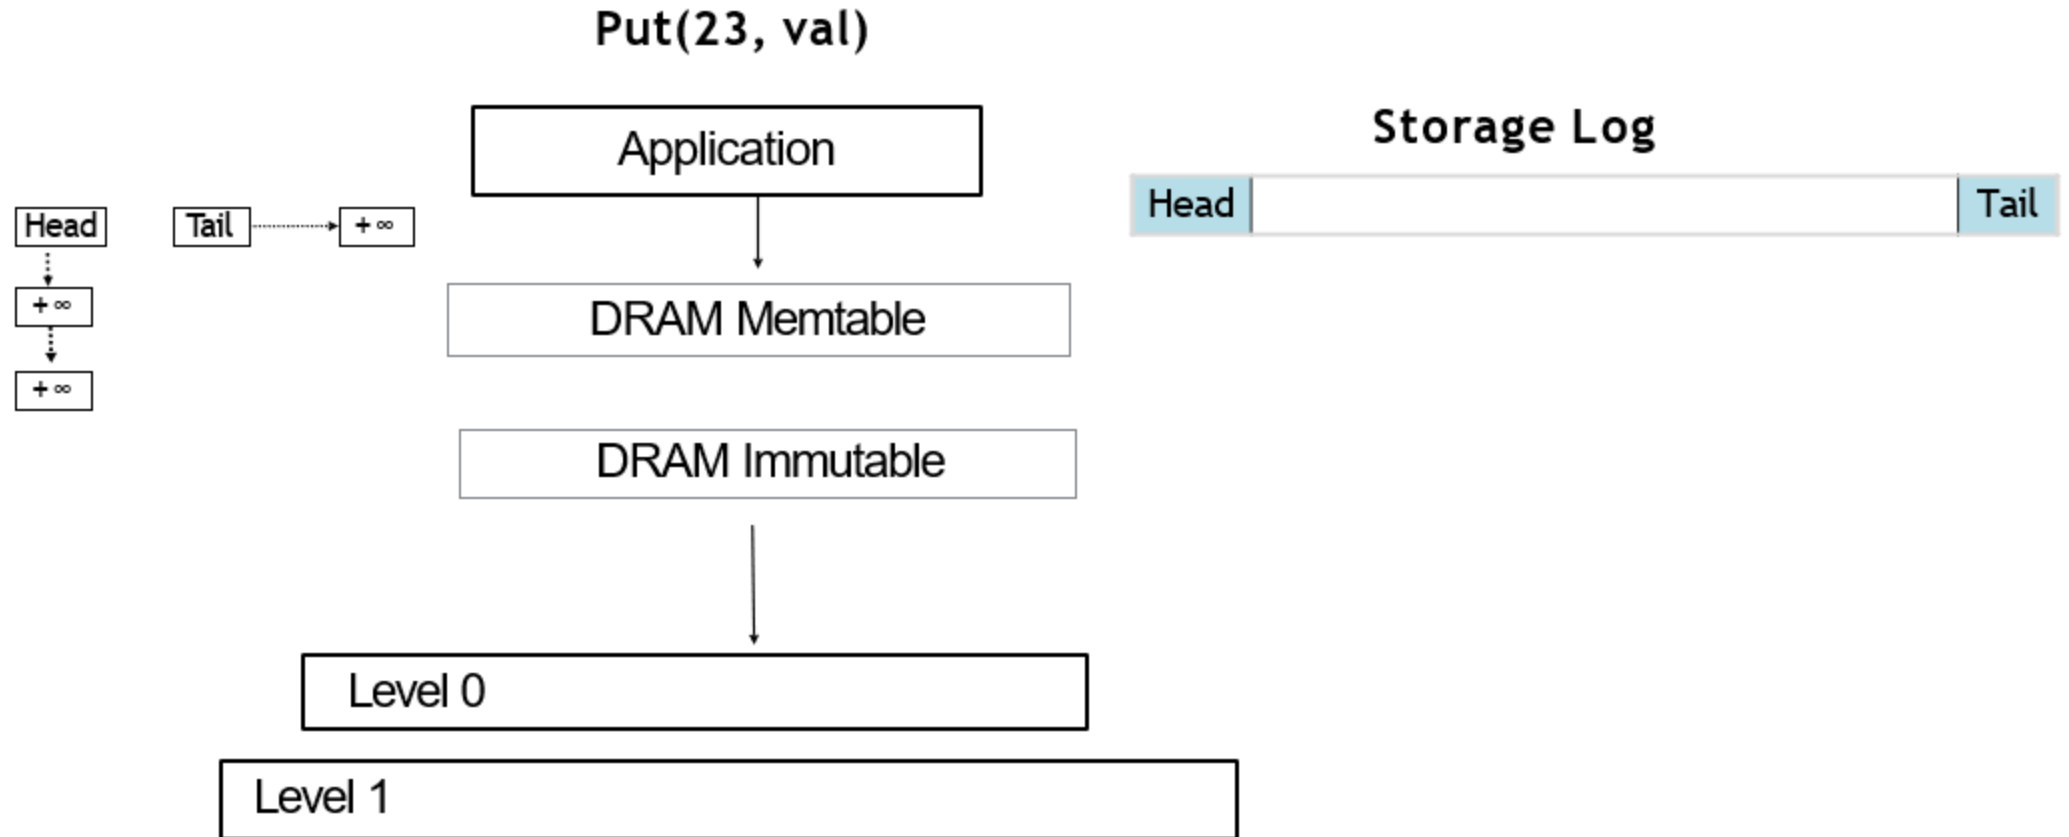 Put(23, val)
Application
Storage Log
Head
Tail
Head
Tail
+ ∞
+ ∞
+ ∞
DRAM Memtable
DRAM Immutable
Level 0
Level 1